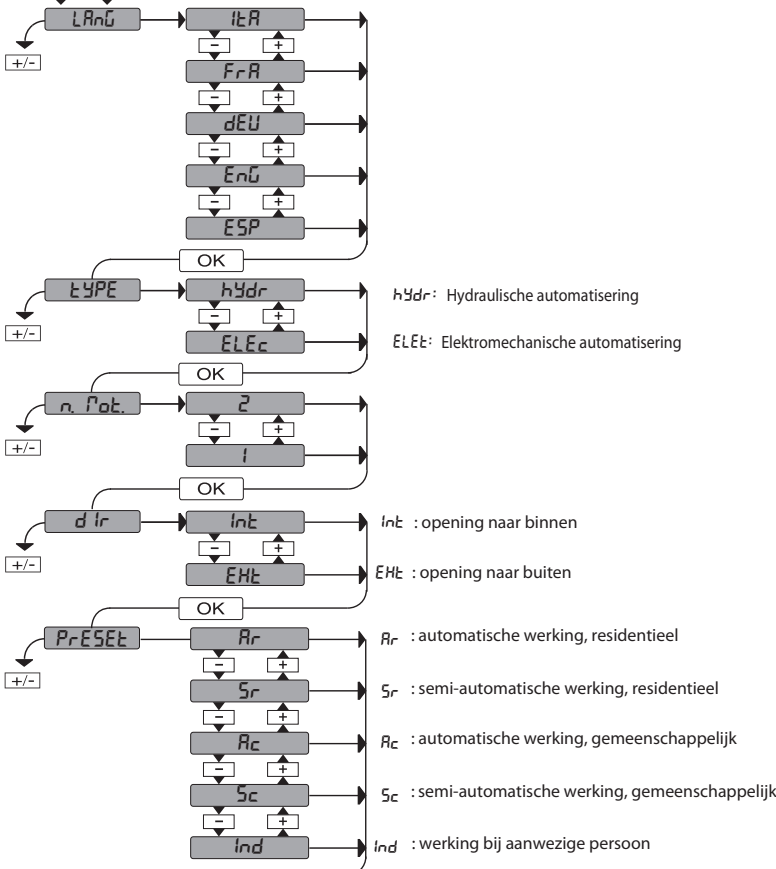 LAnG ItA
- +
FrA
+/-
- +
dEU
- +
EnG
- +
ESP
OK
tYPE hYdr hYdr: Hydraulische automatisering
+/- - +
ELEc ELEt: Elektromechanische automatisering
OK
n. Mot. 2
+/- - +
1
OK
dIr Int Int : opening naar binnen
+/- - +
EHt EHt : opening naar buiten
OK
PrESEt Ar Ar : automatische werking, residentieel
+/- - +
Sr Sr : semi-automatische werking, residentieel
- +
Ac Ac : automatische werking, gemeenschappelijk
- +
Sc Sc : semi-automatische werking, gemeenschappelijk
- +
Ind Ind : werking bij aanwezige persoon